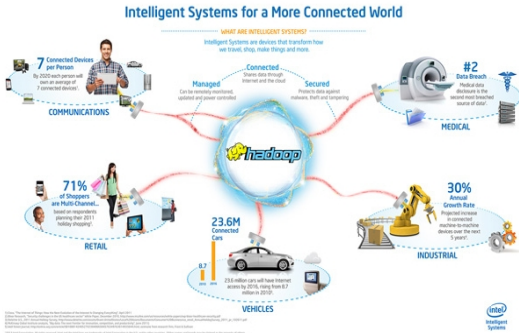 Intelligent Systems for a More Connected World
WHAT ARE INTELLIGENT SYSTEMS?
Intelligent Systems are devices that transform how
we travel, shop, make things and more.
7 Connected Devices
per Person
By 2020 each person will
own an average of
7 connected devices¹.
COMMUNICATIONS
Managed
Can be remotely monitored,
updated and power controlled
Connected
Shares data through
Internet and the cloud
Secured
Protects data against
malware, theft and tampering
#2
Data Breach
Medical data
disclosure is the
second most breached
source of data².
MEDICAL
hadoop
71%
of Shoppers
are Multi-Channel...
based on respondents
planning their 2011
holiday shopping³.
RETAIL
23.6M
Connected
Cars
8.7
23.6 million cars will have Internet
access by 2016, rising from 8.7
million in 2010⁴.
VEHICLES
30%
Annual
Growth Rate
Projected increase in
connected
machine-to-machine
devices over the next
5 years⁵.
INDUSTRIAL
intel
Intelligent
Systems